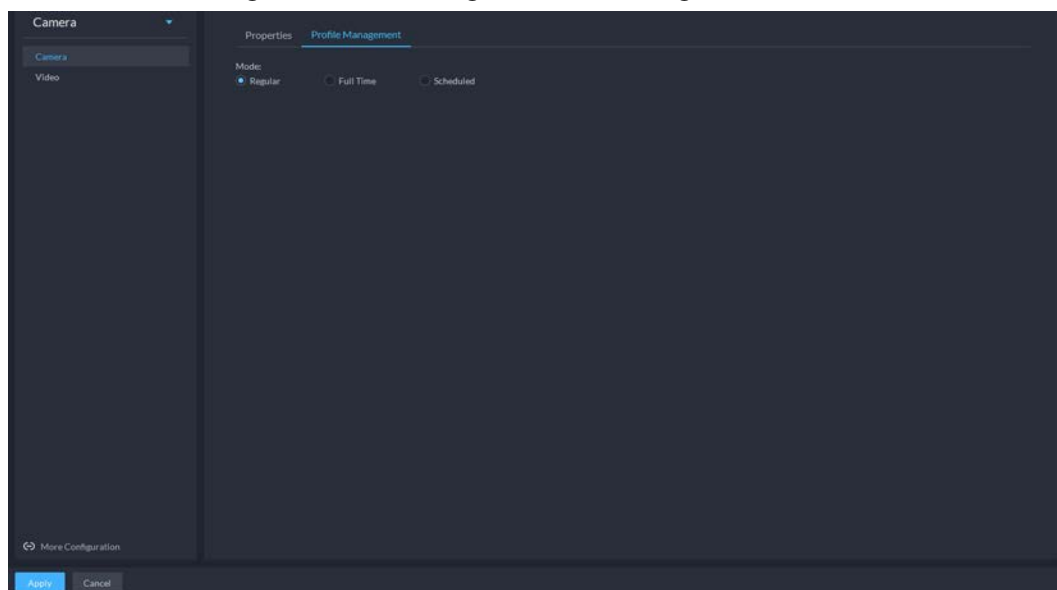 Camera
Properties Profile Management
Camera
Video
Mode:
Regular Full Time Scheduled
More Configuration
Apply Cancel